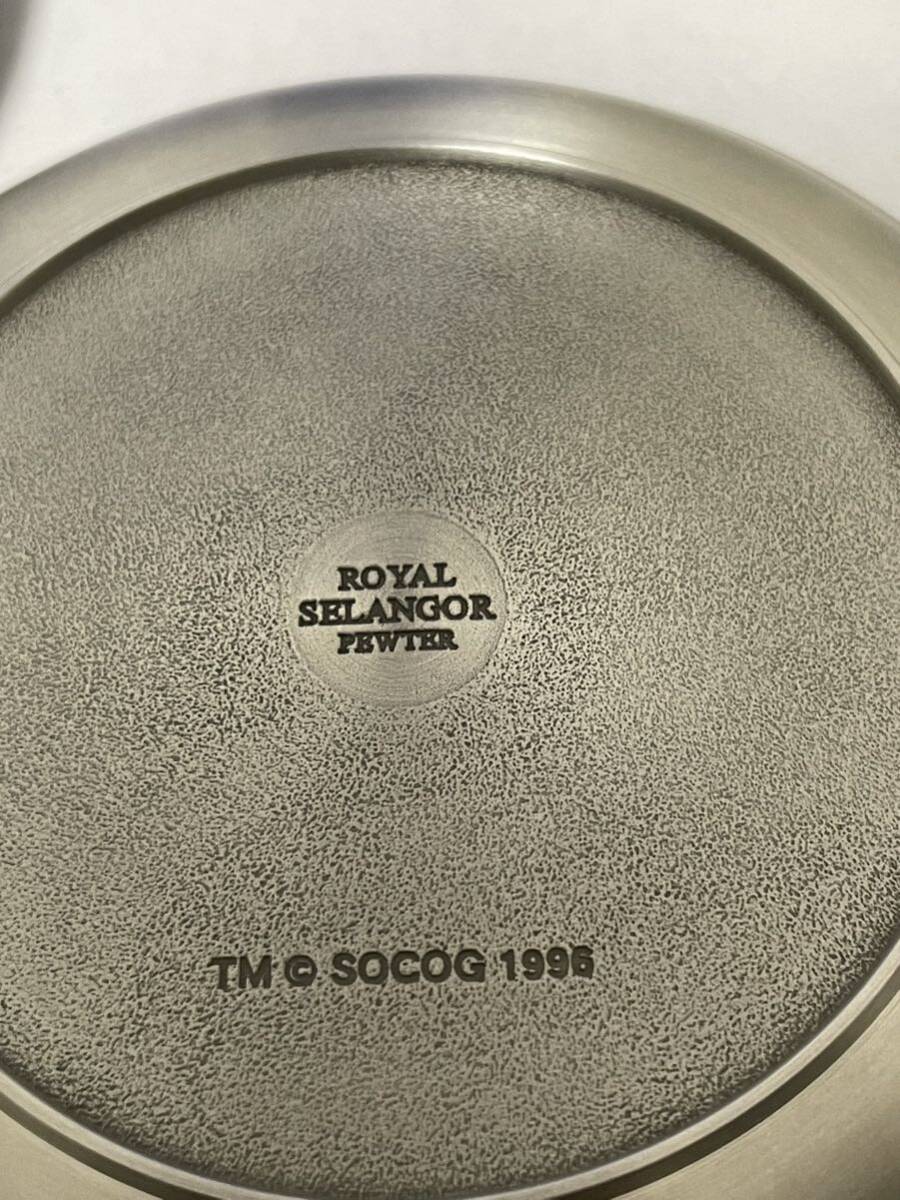 ROYAL
SELANGOR
PEWTER
TM © SOCOG 1996